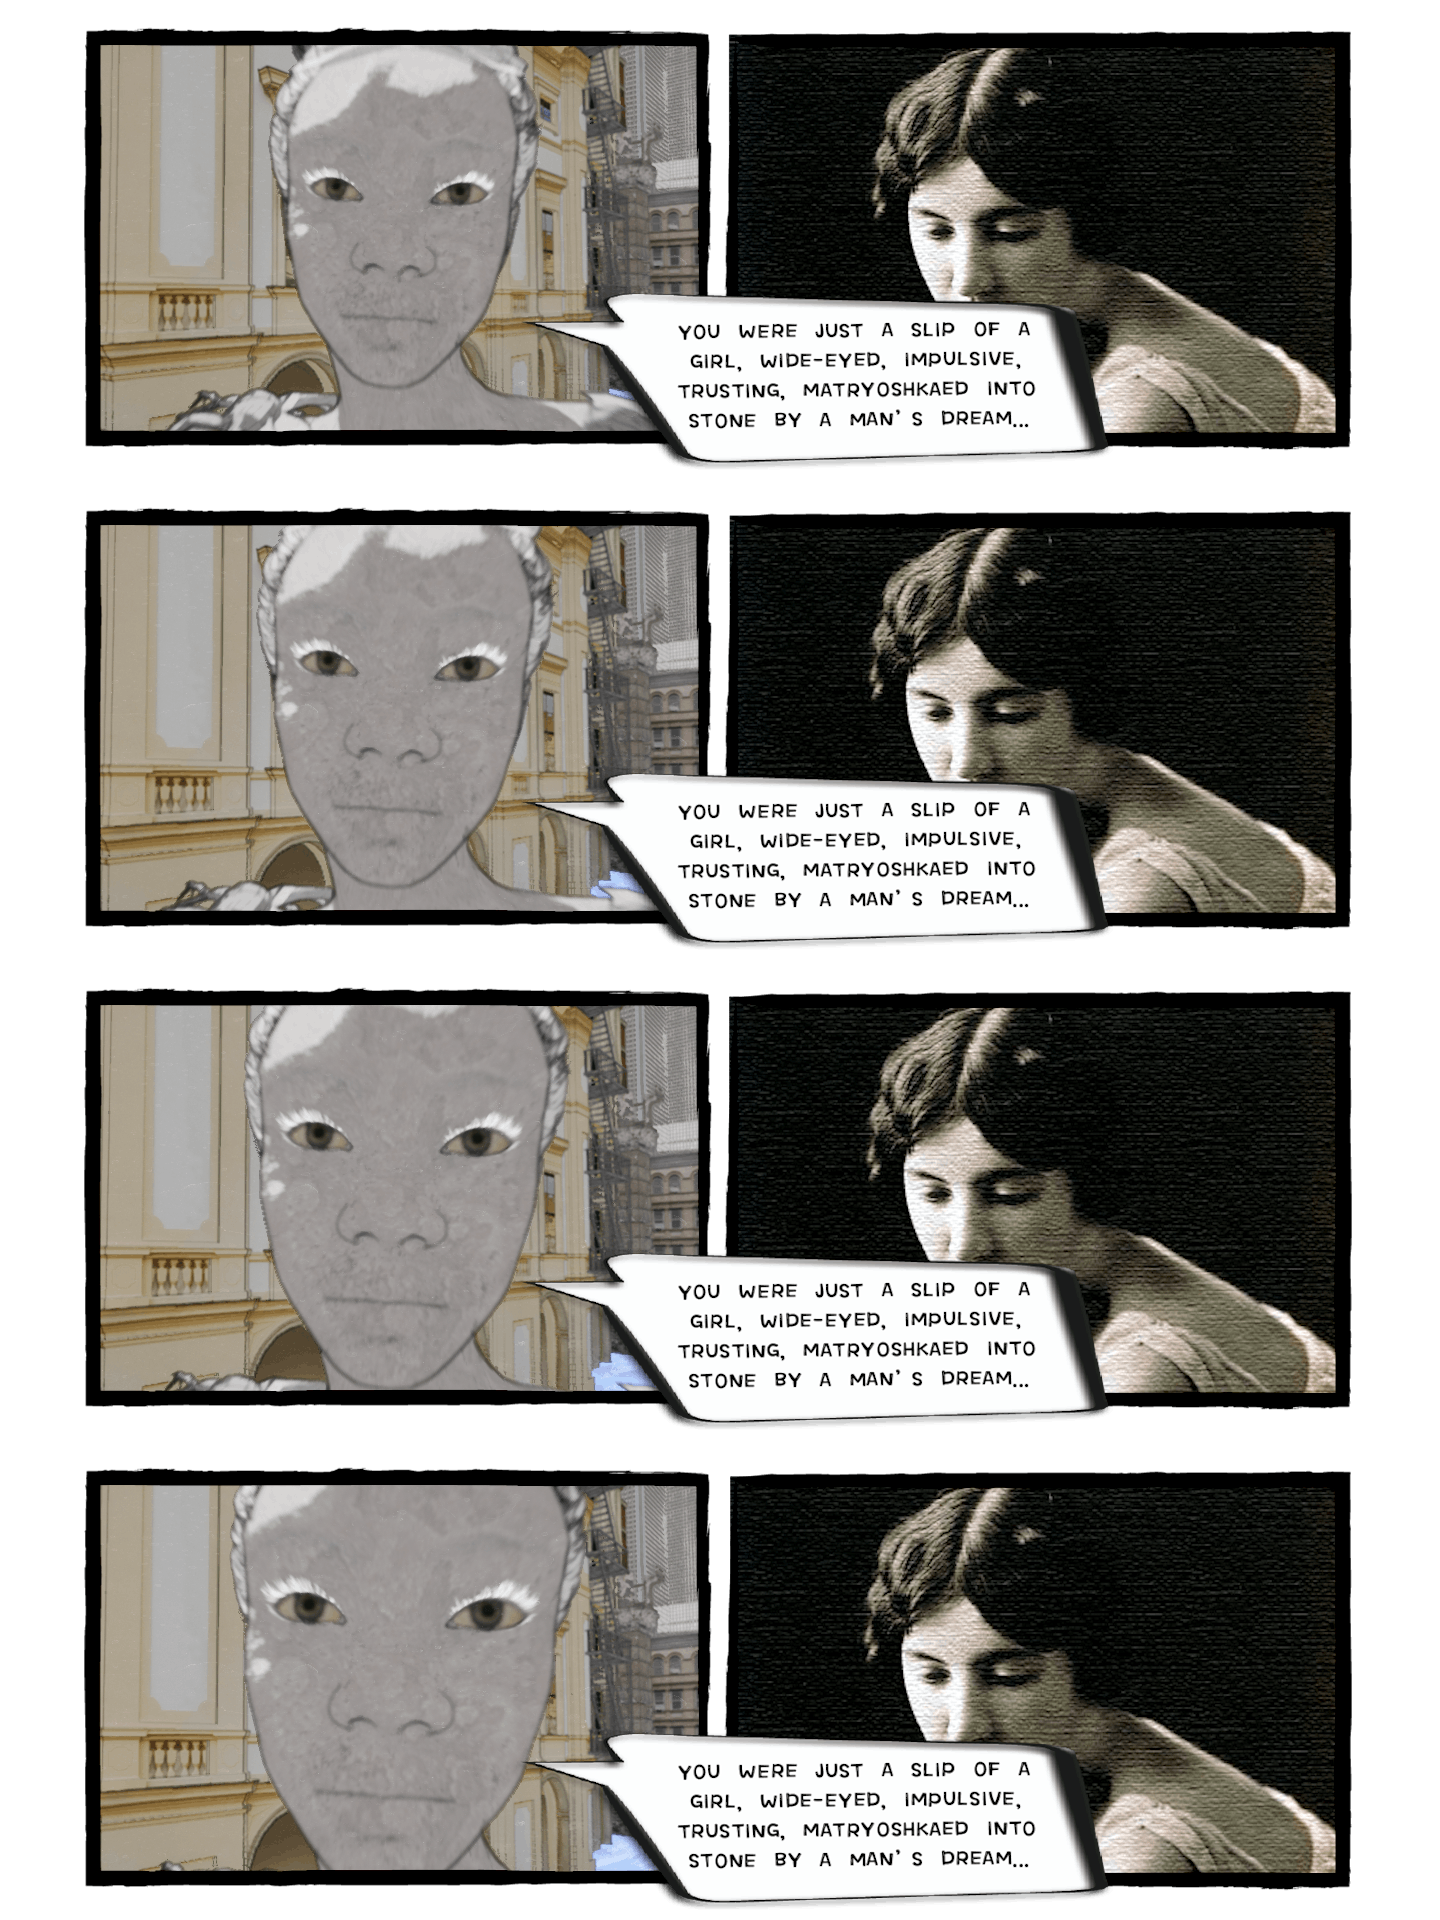 YOU WERE JUST A SLIP OF A
GIRL, WIDE-EYED, IMPULSIVE,
TRUSTING, MATRYOSHKAED INTO
STONE BY A MAN'S DREAM...
YOU WERE JUST A SLIP OF A
GIRL, WIDE-EYED, IMPULSIVE,
TRUSTING, MATRYOSHKAED INTO
STONE BY A MAN'S DREAM...
YOU WERE JUST A SLIP OF A
GIRL, WIDE-EYED, IMPULSIVE,
TRUSTING, MATRYOSHKAED INTO
STONE BY A MAN'S DREAM...
YOU WERE JUST A SLIP OF A
GIRL, WIDE-EYED, IMPULSIVE,
TRUSTING, MATRYOSHKAED INTO
STONE BY A MAN'S DREAM...